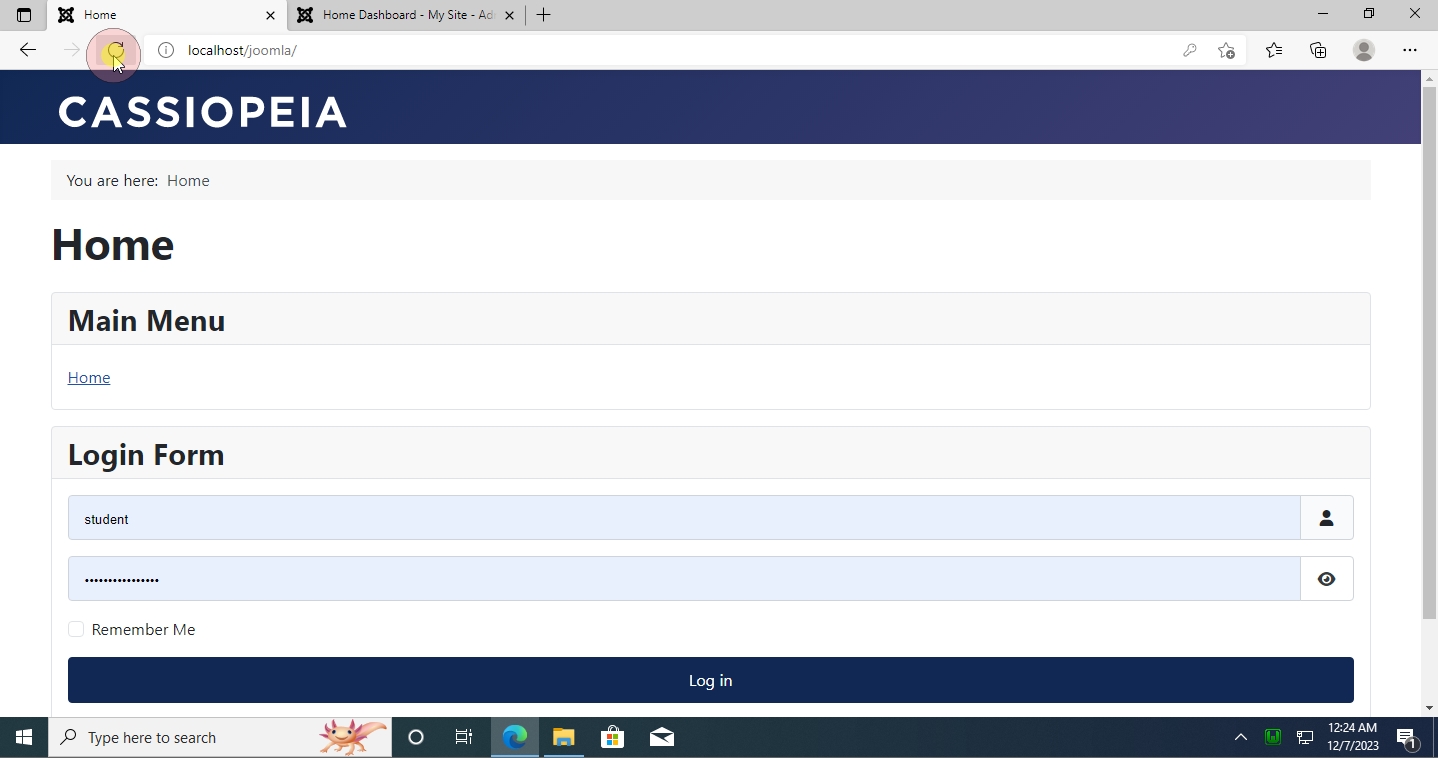 Home
Home Dashboard - My Site - Ad
localhost/joomla/
CASSIOPEIA
You are here: Home
Home
Main Menu
Home
Login Form
student
••••••••••••••••
Remember Me
Log in
Type here to search
12:24 AM
12/7/2023
1